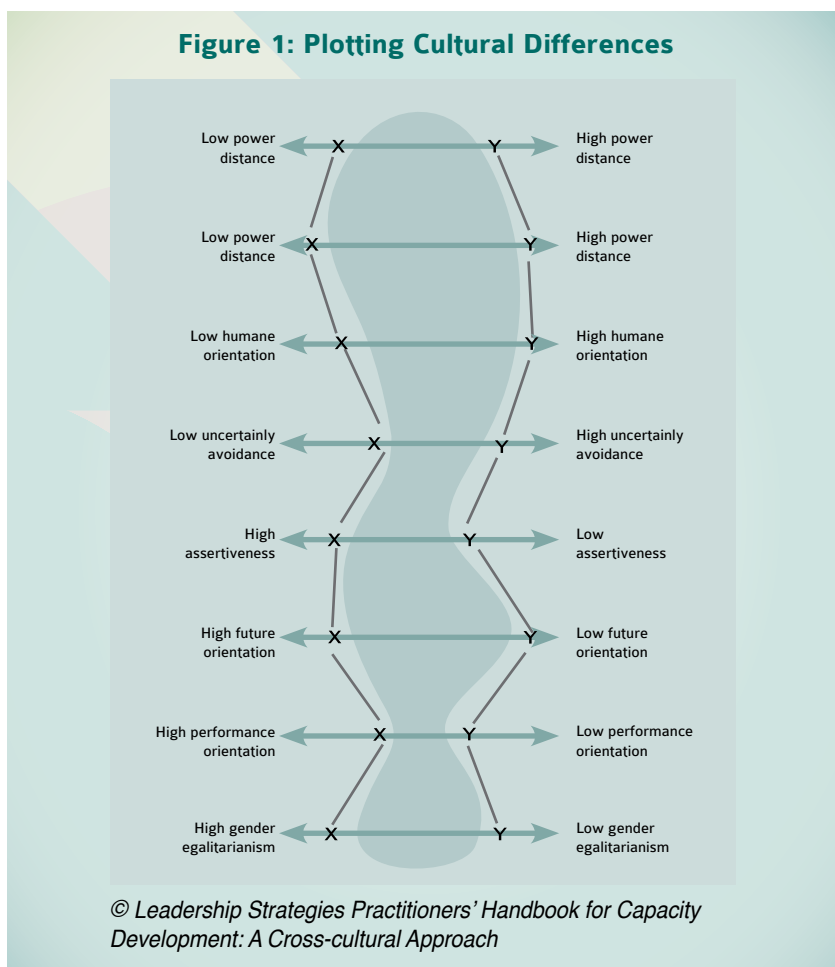 Figure 1: Plotting Cultural Differences
Low power
distance
X
Y
High power
distance
Low power
distance
X
Y
High power
distance
Low humane
orientation
X
Y
High humane
orientation
Low uncertainly
avoidance
X
Y
High uncertainly
avoidance
High
assertiveness
X
Y
Low
assertiveness
High future
orientation
X
Y
Low future
orientation
High performance
orientation
X
Y
Low performance
orientation
High gender
egalitarianism
X
Y
Low gender
egalitarianism
© Leadership Strategies Practitioners’ Handbook for Capacity
Development: A Cross-cultural Approach